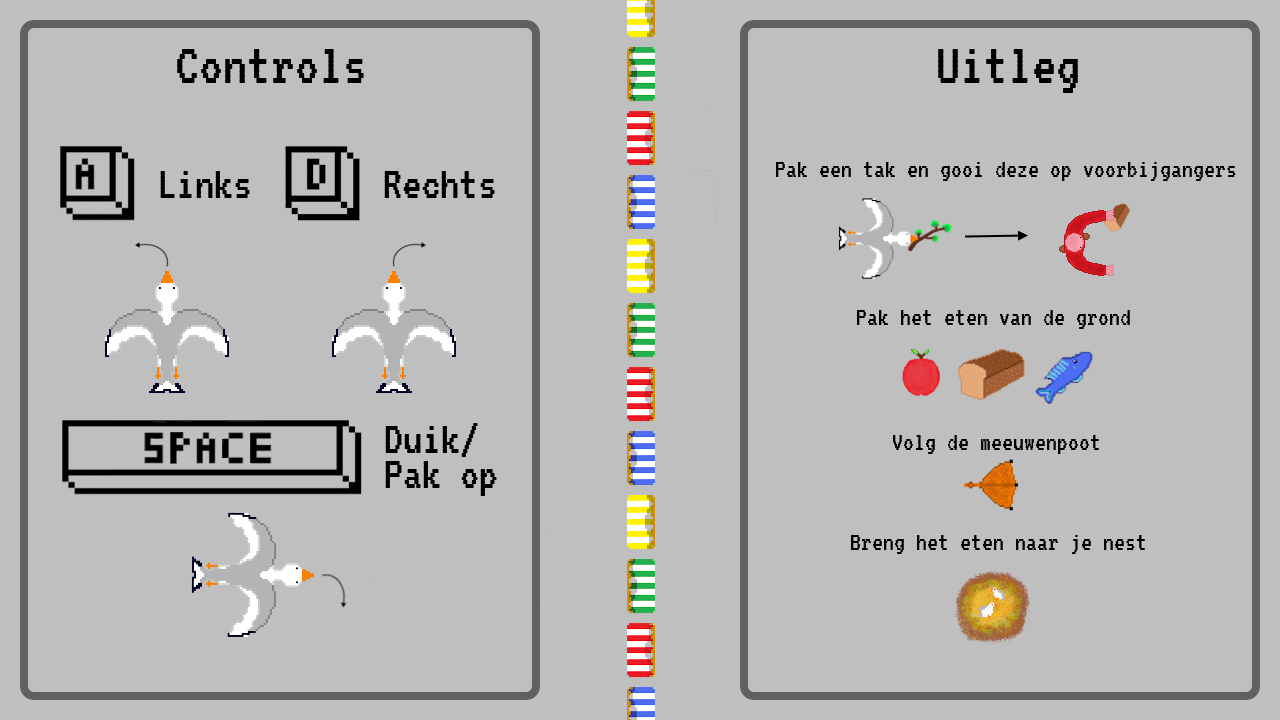 Controls
A Links D Rechts
SPACE Duik/
Pak op
Uitleg
Pak een tak en gooi deze op voorbijgangers
Pak het eten van de grond
Volg de meeuwenpoot
Breng het eten naar je nest